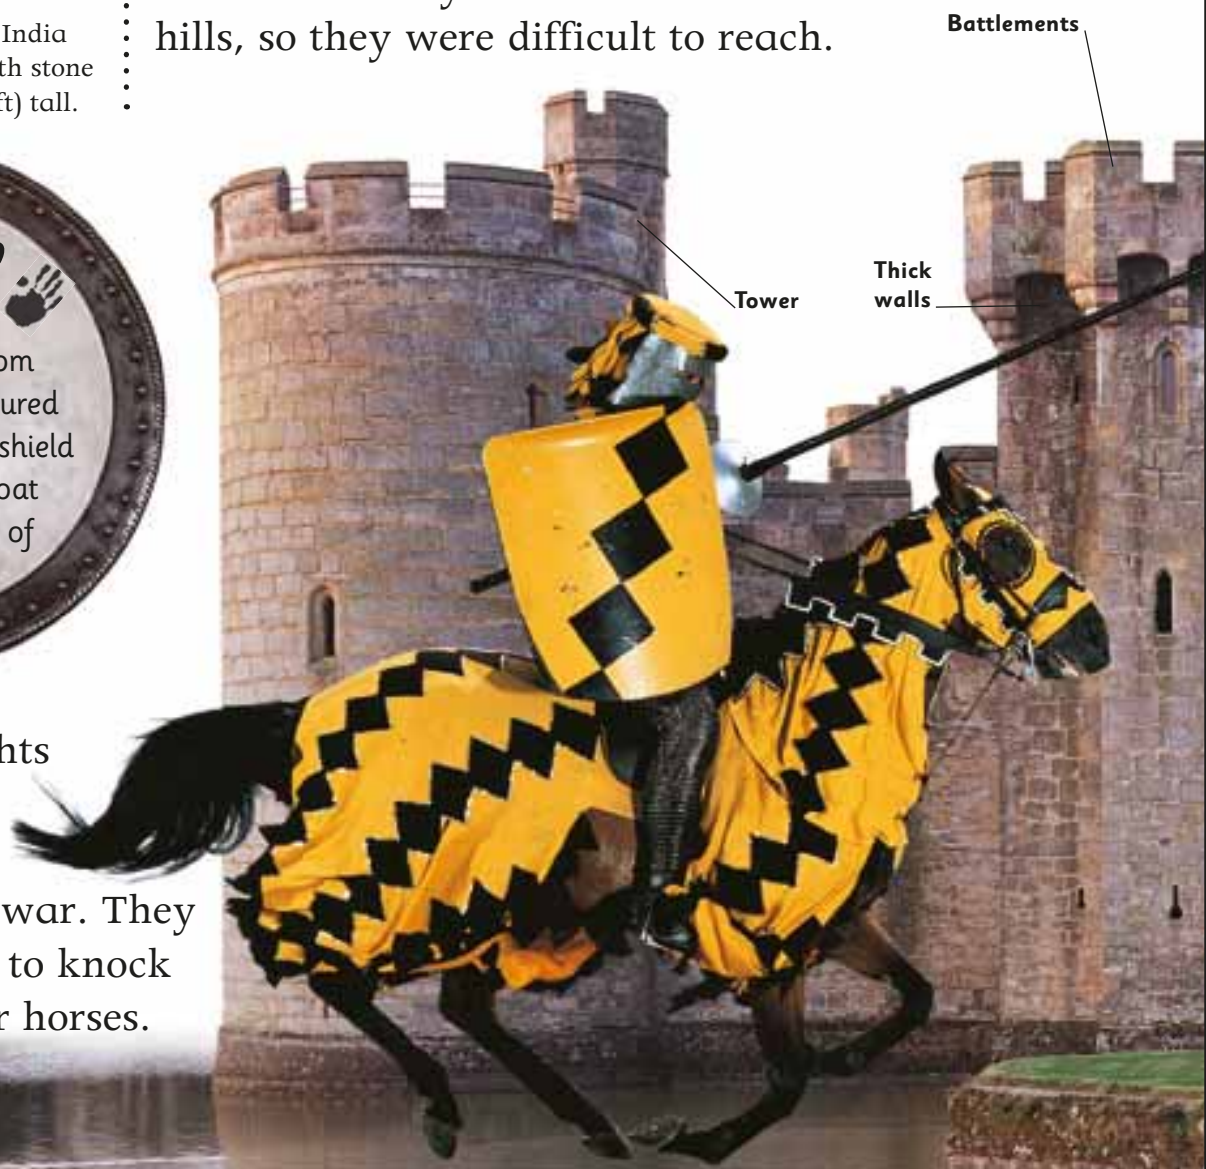 India
th stone
ft) tall.
hills, so they were difficult to reach.
Battlements
Thick
walls
Tower
om
ured
shield
oat
of
hts
war. They
to knock
r horses.